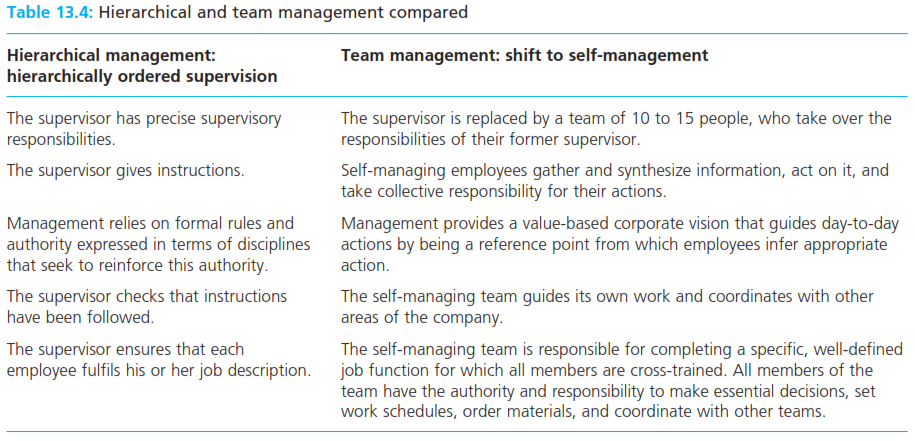 Table 13.4: Hierarchical and team management compared
Hierarchical management:
hierarchically ordered supervision
Team management: shift to self-management
The supervisor has precise supervisory
responsibilities.
The supervisor is replaced by a team of 10 to 15 people, who take over the
responsibilities of their former supervisor.
The supervisor gives instructions.
Self-managing employees gather and synthesize information, act on it, and
take collective responsibility for their actions.
Management relies on formal rules and
authority expressed in terms of disciplines
that seek to reinforce this authority.
Management provides a value-based corporate vision that guides day-to-day
actions by being a reference point from which employees infer appropriate
action.
The supervisor checks that instructions
have been followed.
The self-managing team guides its own work and coordinates with other
areas of the company.
The supervisor ensures that each
employee fulfils his or her job description.
The self-managing team is responsible for completing a specific, well-defined
job function for which all members are cross-trained. All members of the
team have the authority and responsibility to make essential decisions, set
work schedules, order materials, and coordinate with other teams.